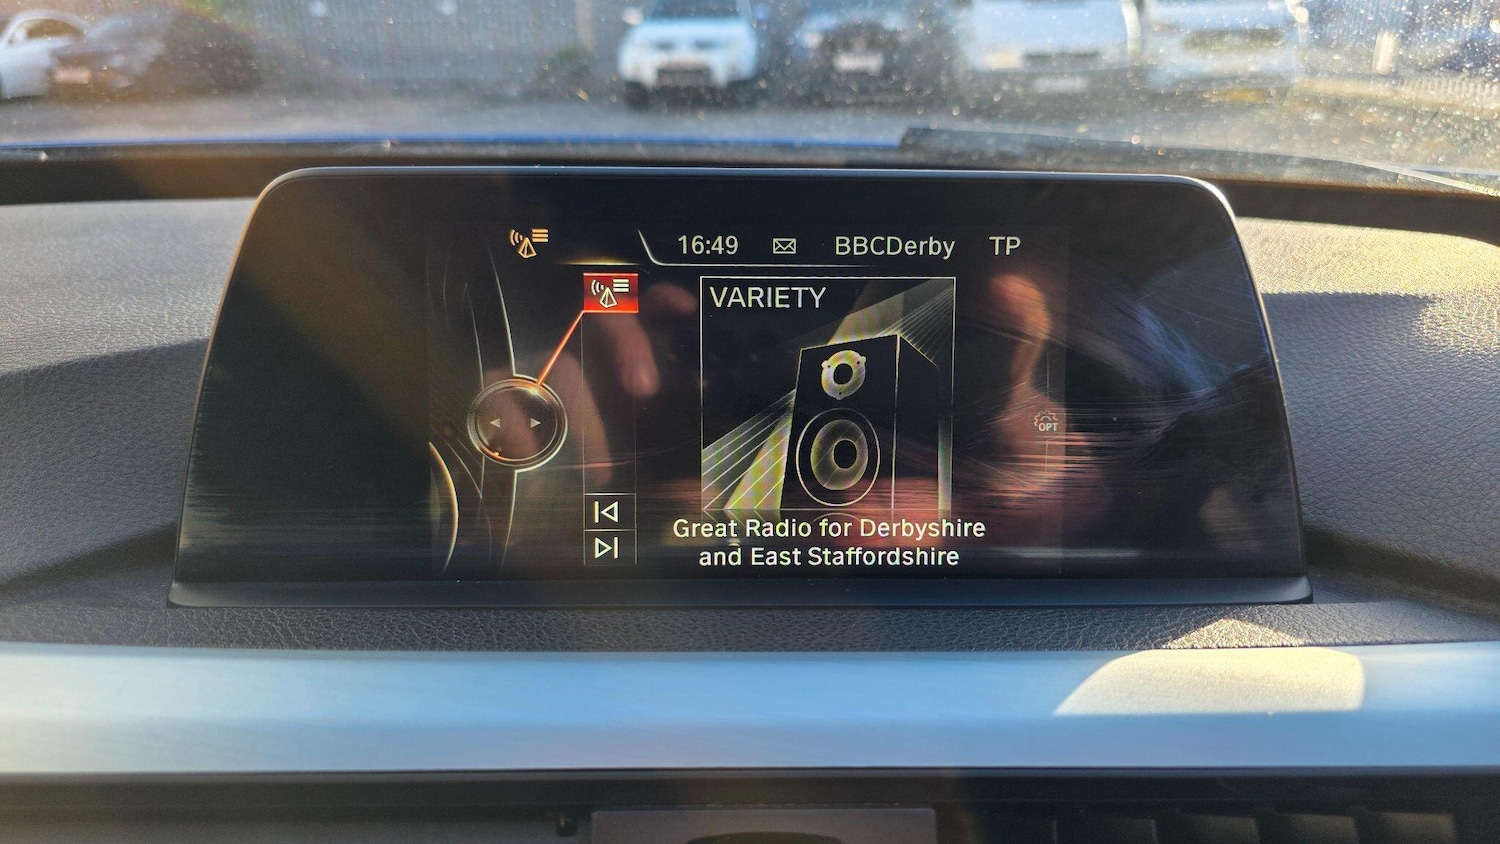 16:49 BBCDerby TP
VARIETY
OPT
Great Radio for Derbyshire
and East Staffordshire